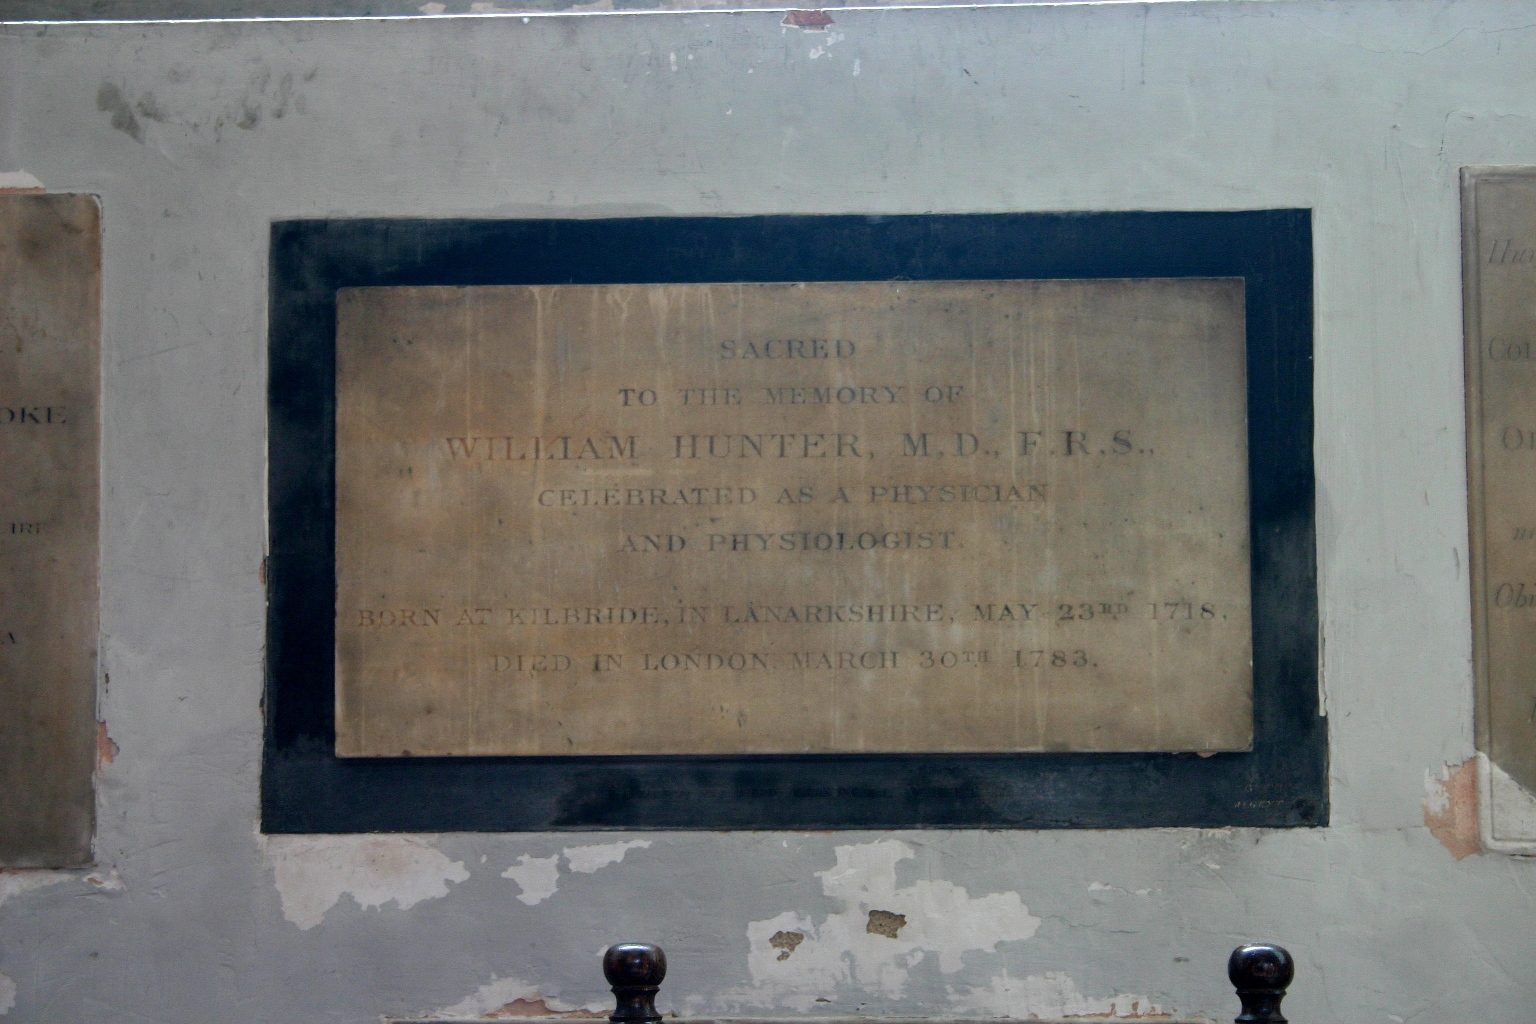 SACRED
TO THE MEMORY OF
WILLIAM HUNTER, M.D., F.R.S.,
CELEBRATED AS A PHYSICIAN
AND PHYSIOLOGIST.
BORN AT KILBRIDE, IN LANARKSHIRE, MAY 23RD 1718.
DIED IN LONDON MARCH 30TH 1783.